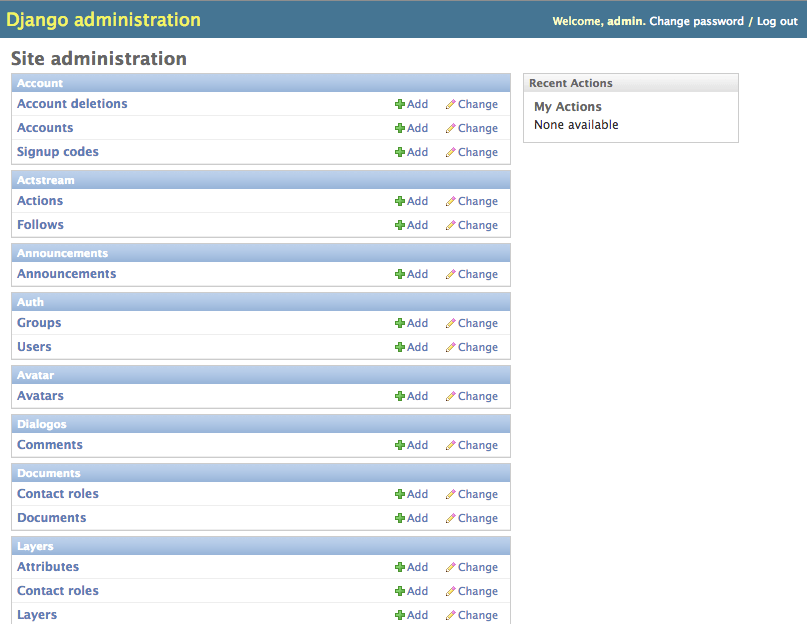 Django administration
Welcome, admin. Change password / Log out
Site administration
Account
Account deletions Add Change
Accounts Add Change
Signup codes Add Change
Actstream
Actions Add Change
Follows Add Change
Announcements
Announcements Add Change
Auth
Groups Add Change
Users Add Change
Avatar
Avatars Add Change
Dialogos
Comments Add Change
Documents
Contact roles Add Change
Documents Add Change
Layers
Attributes Add Change
Contact roles Add Change
Layers Add Change
Recent Actions
My Actions
None available